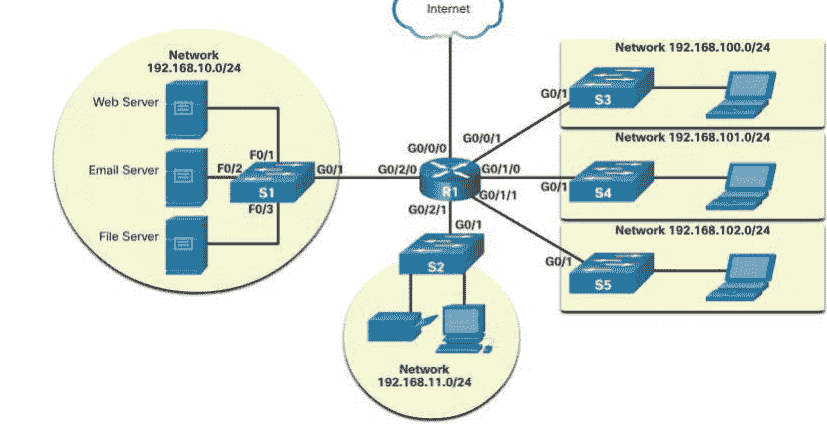 Internet
Network
192.168.10.0/24
Web Server
Email Server
File Server
F0/1
F0/2
F0/3
S1
G0/1
G0/2/0
G0/0/0
G0/0/1
G0/1/0
G0/1/1
G0/2/1
R1
G0/1
S2
Network
192.168.11.0/24
Network 192.168.100.0/24
G0/1
S3
Network 192.168.101.0/24
G0/1
S4
Network 192.168.102.0/24
G0/1
S5